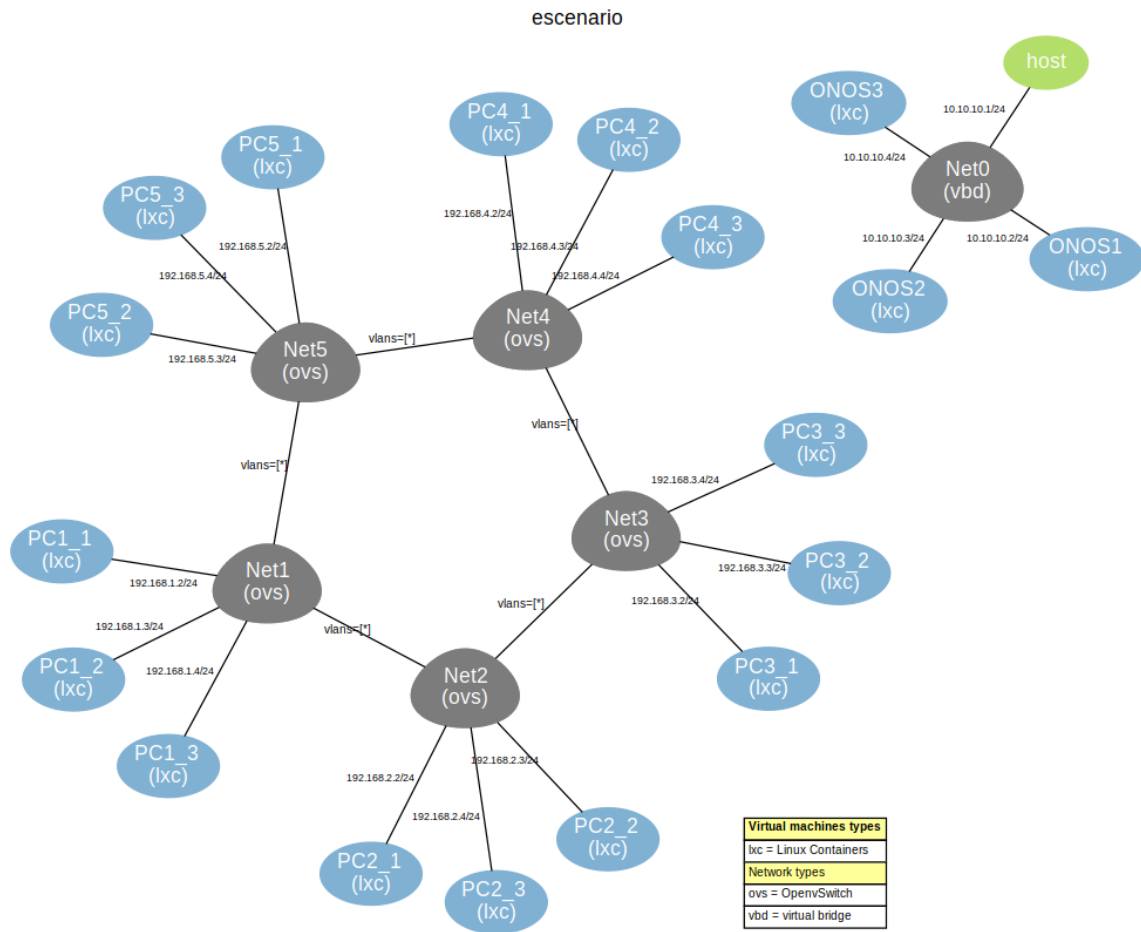 escenario
host
ONOS3
(lxc)
10.10.10.1/24
PC4_1
(lxc)
PC4_2
(lxc)
PC5_1
(lxc)
10.10.10.4/24
Net0
(vbd)
PC5_3
(lxc)
192.168.4.2/24
PC4_3
(lxc)
10.10.10.3/24
10.10.10.2/24
ONOS1
(lxc)
192.168.5.2/24
192.168.4.3/24
192.168.5.4/24
192.168.4.4/24
ONOS2
(lxc)
PC5_2
(lxc)
Net4
(ovs)
vlans=[*]
Net5
(ovs)
192.168.5.3/24
vlans=[*]
PC3_3
(lxc)
vlans=[*]
192.168.3.4/24
Net3
(ovs)
PC1_1
(lxc)
PC3_2
(lxc)
192.168.3.3/24
Net1
(ovs)
192.168.1.2/24
192.168.3.2/24
vlans=[*]
192.168.1.3/24
vlans=[*]
PC1_2
(lxc)
192.168.1.4/24
PC3_1
(lxc)
Net2
(ovs)
PC1_3
(lxc)
192.168.2.3/24
192.168.2.2/24
192.168.2.4/24
PC2_2
(lxc)
PC2_1
(lxc)
PC2_3
(lxc)
Virtual machines types
lxc = Linux Containers
Network types
ovs = OpenvSwitch
vbd = virtual bridge